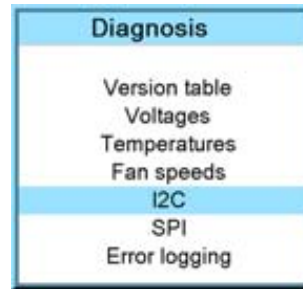 Diagnosis
Version table
Voltages
Temperatures
Fan speeds
I2C
SPI
Error logging